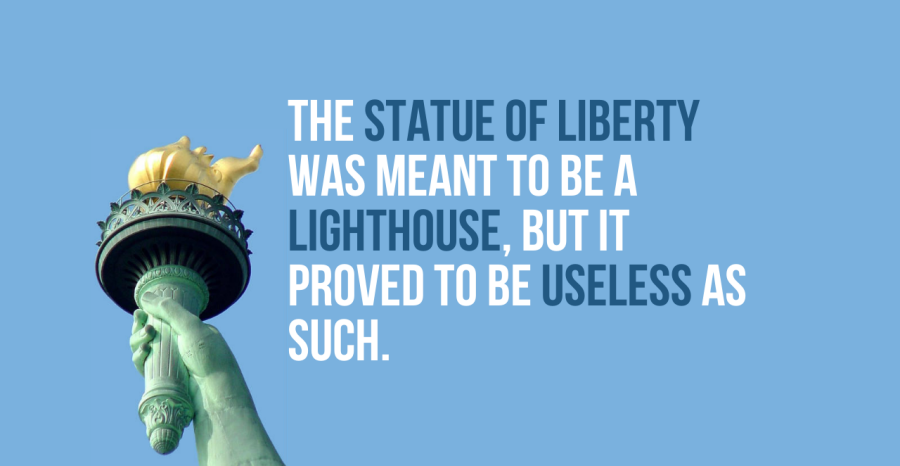 THE STATUE OF LIBERTY
WAS MEANT TO BE A
LIGHTHOUSE, BUT IT
PROVED TO BE USELESS AS
SUCH.